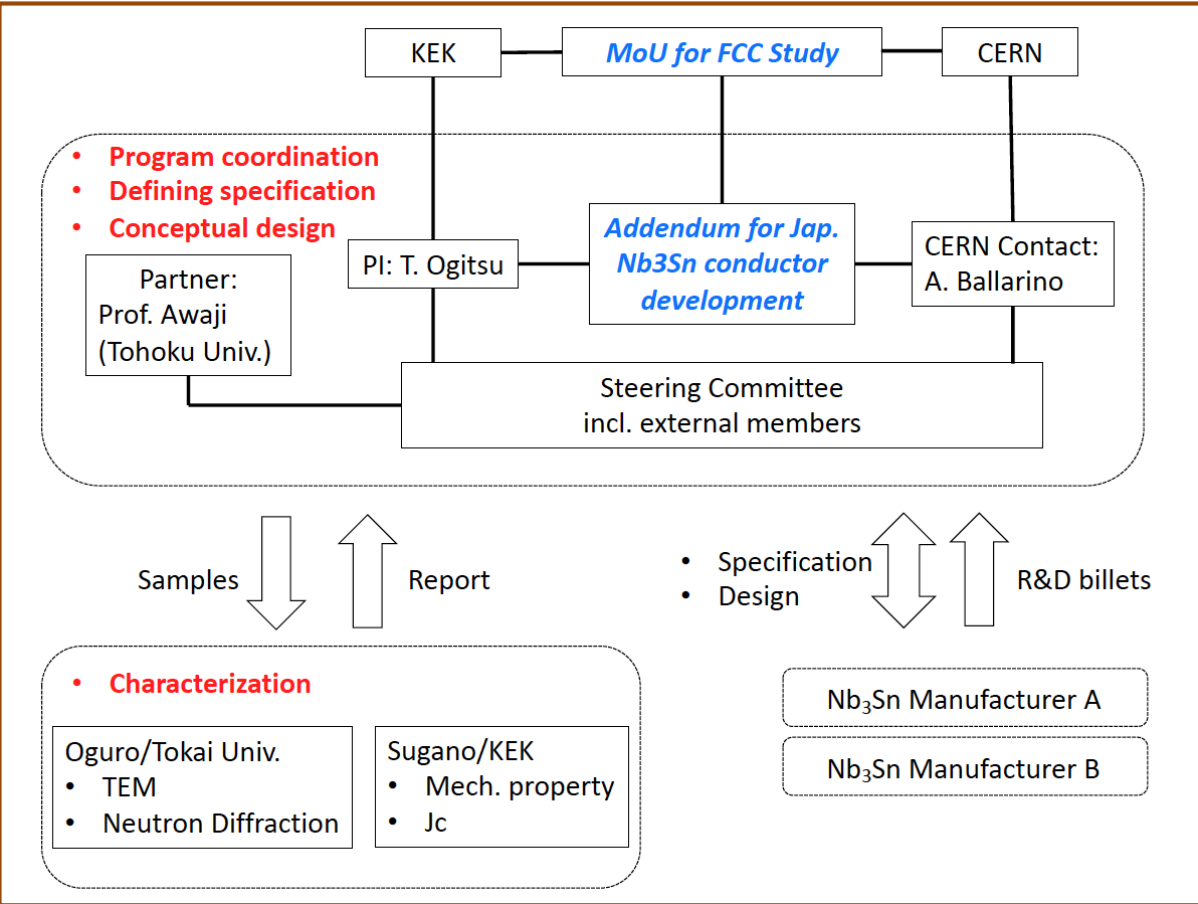 KEK
MoU for FCC Study
CERN
• Program coordination
• Defining specification
• Conceptual design
Partner:
Prof. Awaji
(Tohoku Univ.)
PI: T. Ogitsu
Addendum for Jap.
Nb3Sn conductor
development
CERN Contact:
A. Ballarino
Steering Committee
incl. external members
Samples
Report
• Specification
• Design
R&D billets
• Characterization
Oguro/Tokai Univ.
• TEM
• Neutron Diffraction
Sugano/KEK
• Mech. property
• Jc
Nb₃Sn Manufacturer A
Nb₃Sn Manufacturer B